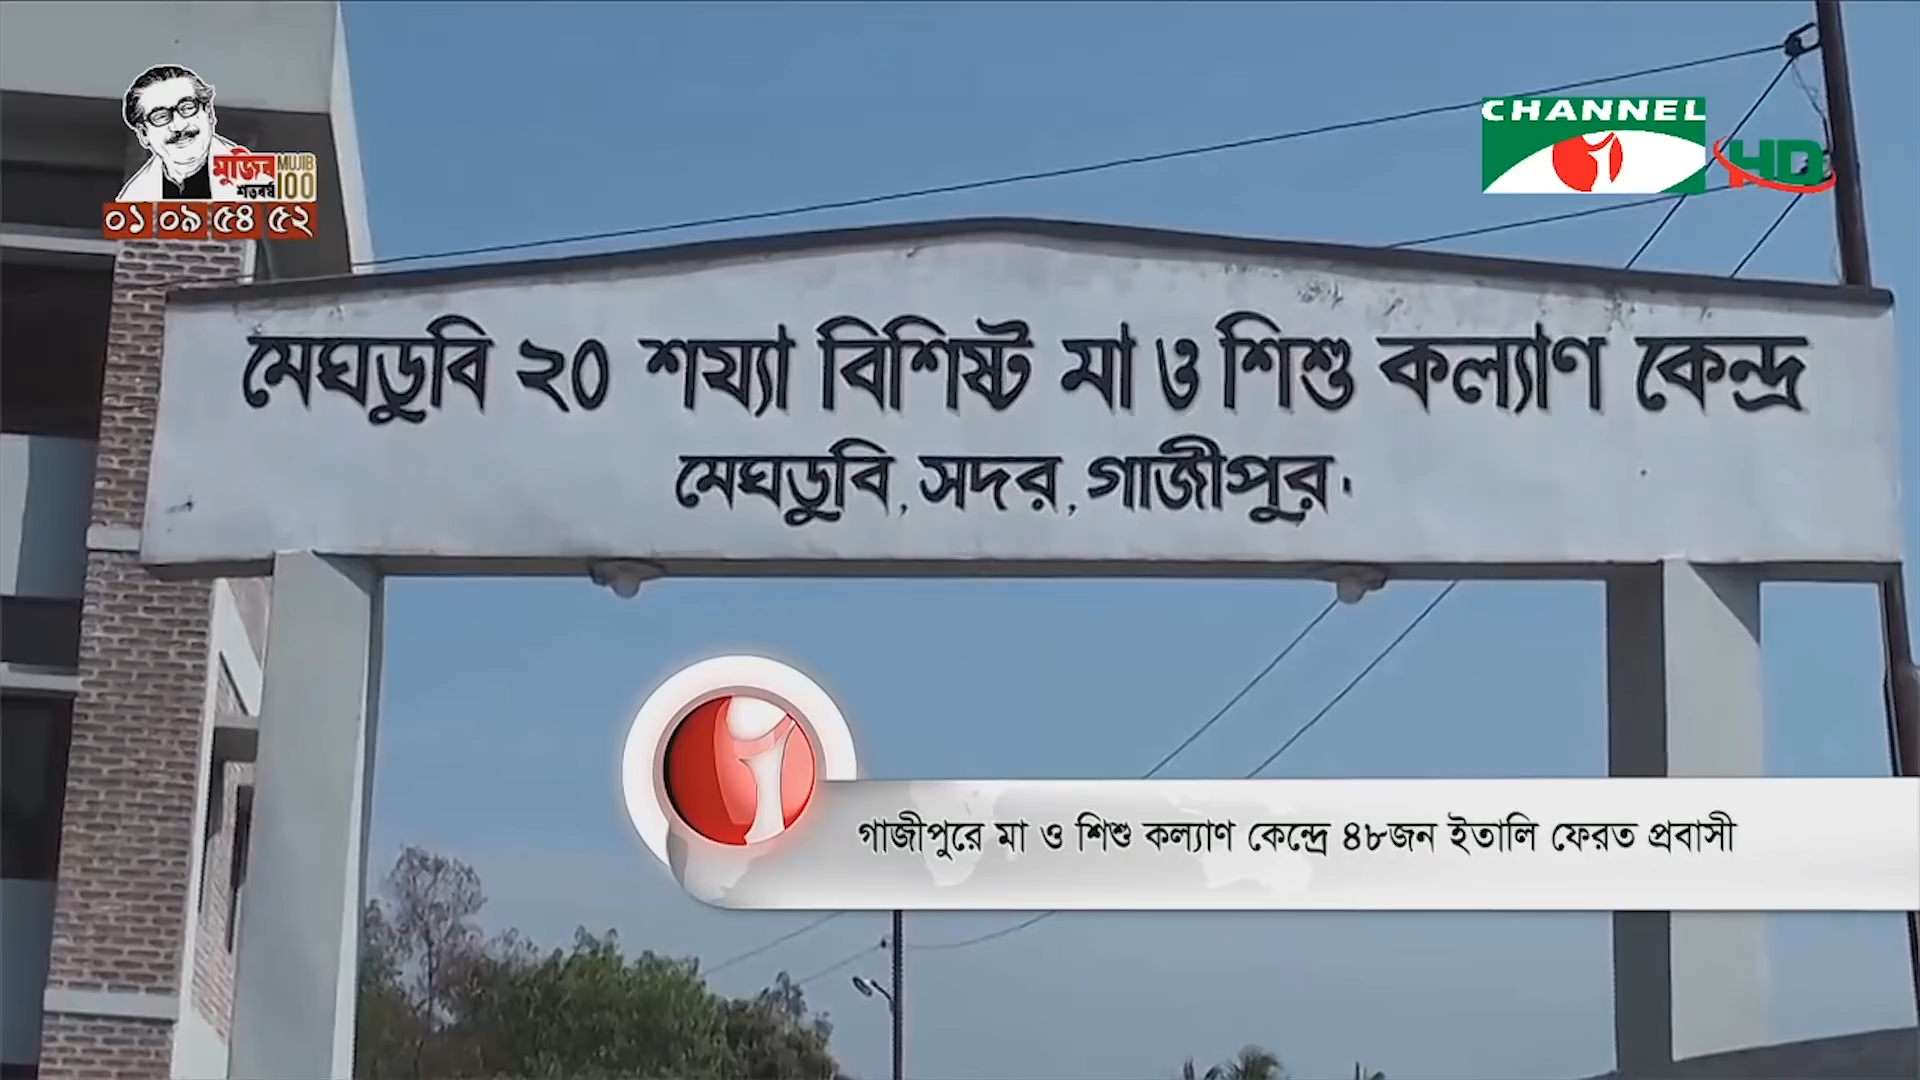 মুজিব
শতবর্ষ
MUJIB
100
০১ ০৯ ৫৪ ৫২
CHANNEL
i HD
মেঘডুবি ২০ শয্যা বিশিষ্ট মা ও শিশু কল্যাণ কেন্দ্র
মেঘডুবি, সদর, গাজীপুর।
গাজীপুরে মা ও শিশু কল্যাণ কেন্দ্রে ৪৮জন ইতালি ফেরত প্রবাসী